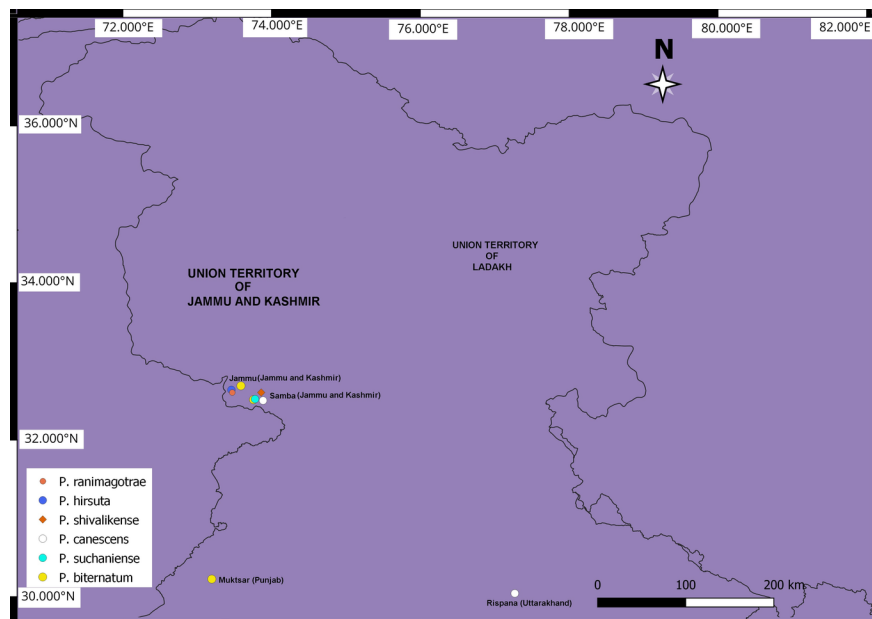 72.000°E
74.000°E
76.000°E
78.000°E
80.000°E
82.000°E
N
36.000°N
UNION TERRITORY
OF
LADAKH
UNION TERRITORY
OF
JAMMU AND KASHMIR
34.000°N
Jammu(Jammu and Kashmir)
Samba(Jammu and Kashmir)
32.000°N
P. ranimagotrae
P. hirsuta
P. shivalikense
P. canescens
P. suchaniense
P. biternatum
Muktsar (Punjab)
30.000°N
Rispana (Uttarakhand)
0 100 200 km